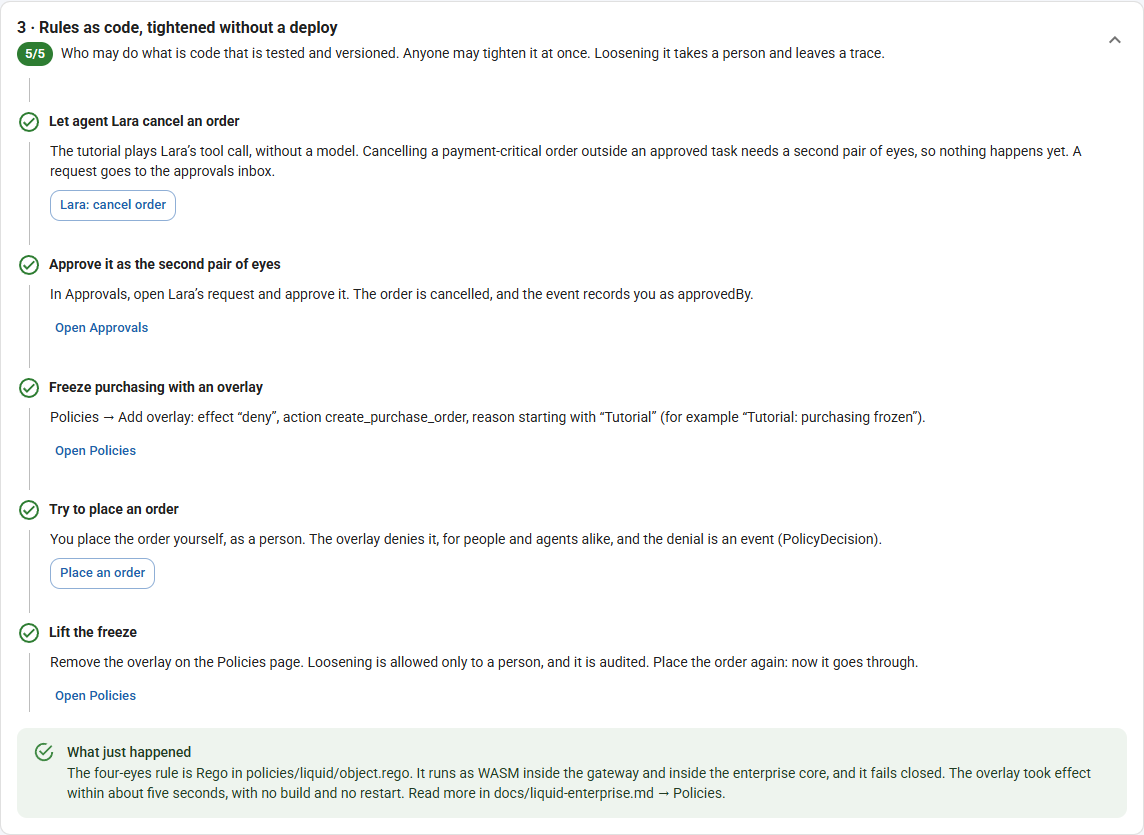 3 · Rules as code, tightened without a deploy
5/5 Who may do what is code that is tested and versioned. Anyone may tighten it at once. Loosening it takes a person and leaves a trace.
Let agent Lara cancel an order
The tutorial plays Lara’s tool call, without a model. Cancelling a payment-critical order outside an approved task needs a second pair of eyes, so nothing happens yet. A
request goes to the approvals inbox.
Lara: cancel order
Approve it as the second pair of eyes
In Approvals, open Lara’s request and approve it. The order is cancelled, and the event records you as approvedBy.
Open Approvals
Freeze purchasing with an overlay
Policies → Add overlay: effect “deny”, action create_purchase_order, reason starting with “Tutorial” (for example “Tutorial: purchasing frozen”).
Open Policies
Try to place an order
You place the order yourself, as a person. The overlay denies it, for people and agents alike, and the denial is an event (PolicyDecision).
Place an order
Lift the freeze
Remove the overlay on the Policies page. Loosening is allowed only to a person, and it is audited. Place the order again: now it goes through.
Open Policies
What just happened
The four-eyes rule is Rego in policies/liquid/object.rego. It runs as WASM inside the gateway and inside the enterprise core, and it fails closed. The overlay took effect
within about five seconds, with no build and no restart. Read more in docs/liquid-enterprise.md → Policies.